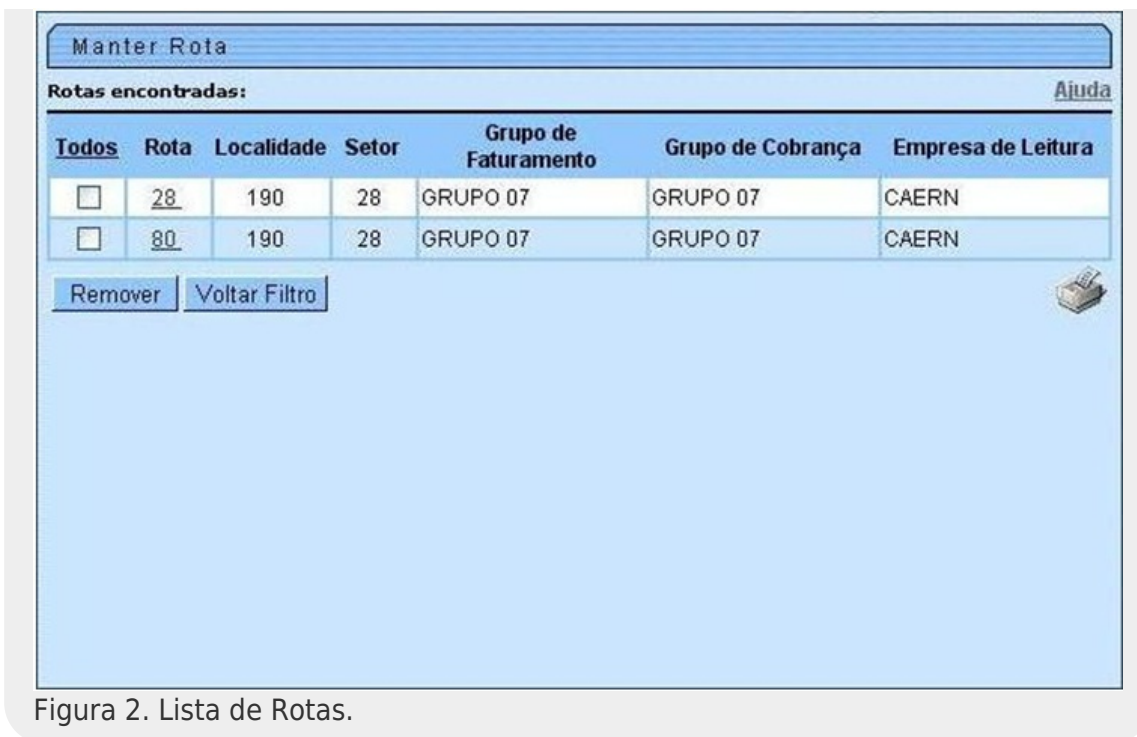 Manter Rota
Rotas encontradas: Ajuda
Todos Rota Localidade Setor Grupo de Faturamento Grupo de Cobrança Empresa de Leitura
28 190 28 GRUPO 07 GRUPO 07 CAERN
80 190 28 GRUPO 07 GRUPO 07 CAERN
Remover Voltar Filtro
Figura 2. Lista de Rotas.